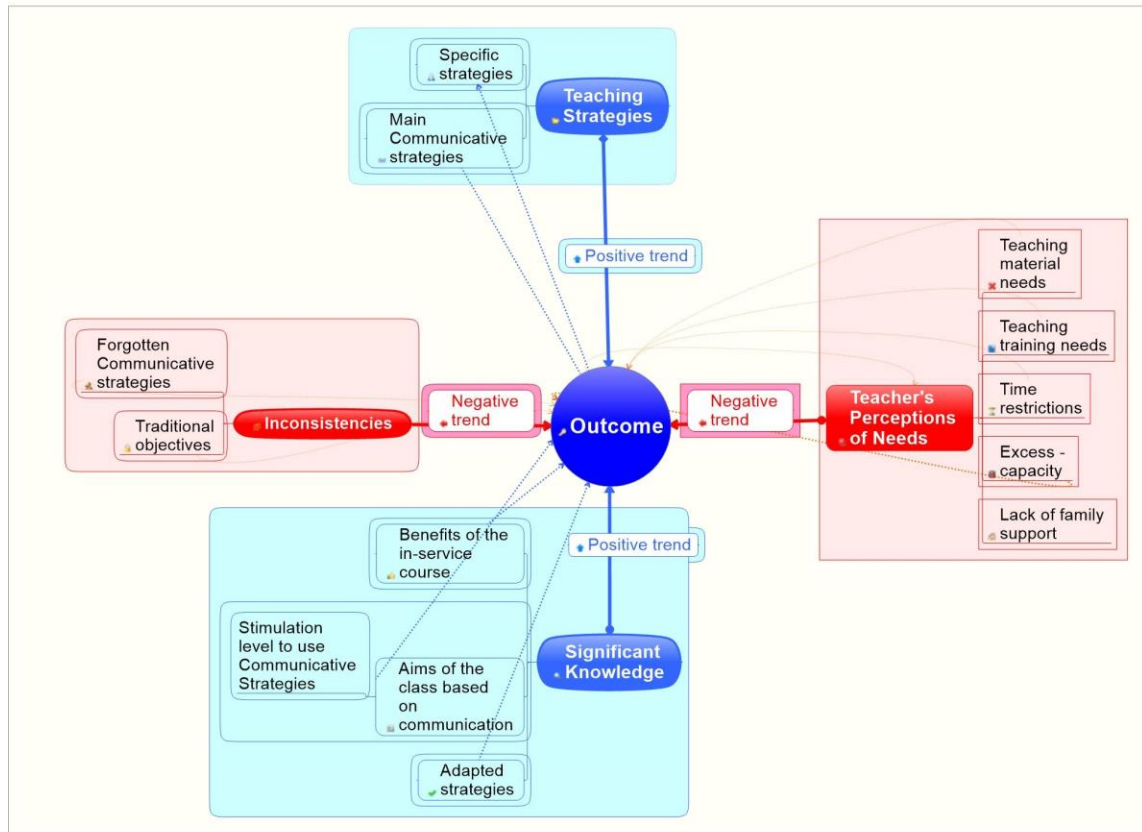 Specific
strategies
Main
Communicative
strategies
Teaching
Strategies
Positive trend
Teaching
material
needs
Teaching
training needs
Time
restrictions
Excess -
capacity
Lack of family
support
Teacher's
Perceptions
of Needs
Negative
trend
Outcome
Negative
trend
Inconsistencies
Forgotten
Communicative
strategies
Traditional
objectives
Positive trend
Benefits of the
in-service
course
Stimulation
level to use
Communicative
Strategies
Aims of the
class based
on
communication
Adapted
strategies
Significant
Knowledge